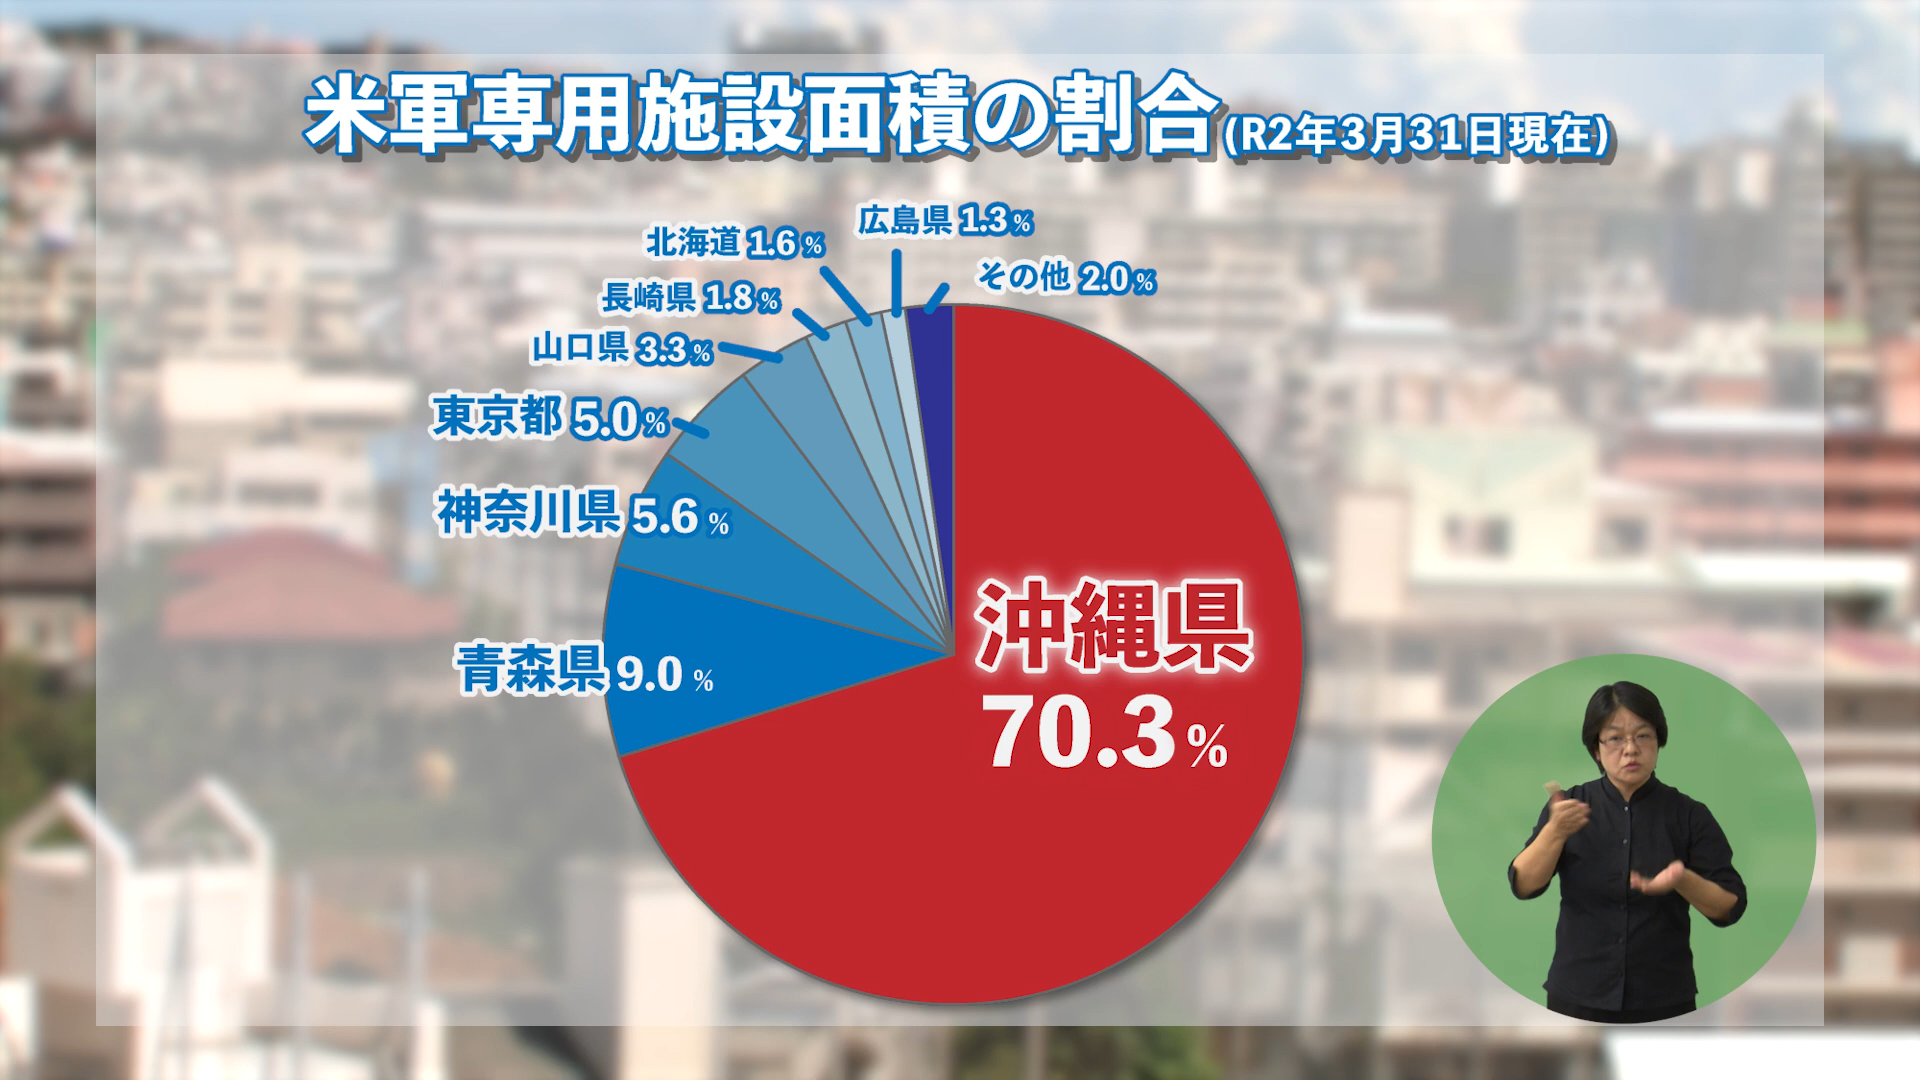 米軍専用施設面積の割合(R2年3月31日現在)
広島県 1.3%
北海道 1.6%
その他 2.0%
長崎県 1.8%
山口県 3.3%
東京都 5.0%
神奈川県 5.6%
沖縄県
70.3%
青森県 9.0%